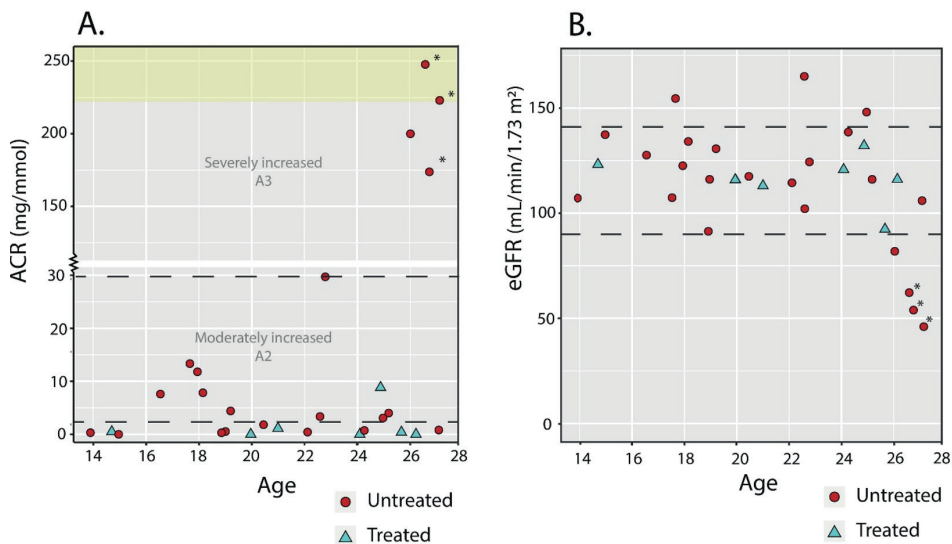 A.
ACR (mg/mmol)
250
200
150
30
20
10
0
*
*
*
Severely increased
A3
Moderately increased
A2
14
16
18
20
22
24
26
28
Age
Untreated
Treated
B.
eGFR (mL/min/1.73 m²)
150
100
50
0
*
*
*
14
16
18
20
22
24
26
28
Age
Untreated
Treated